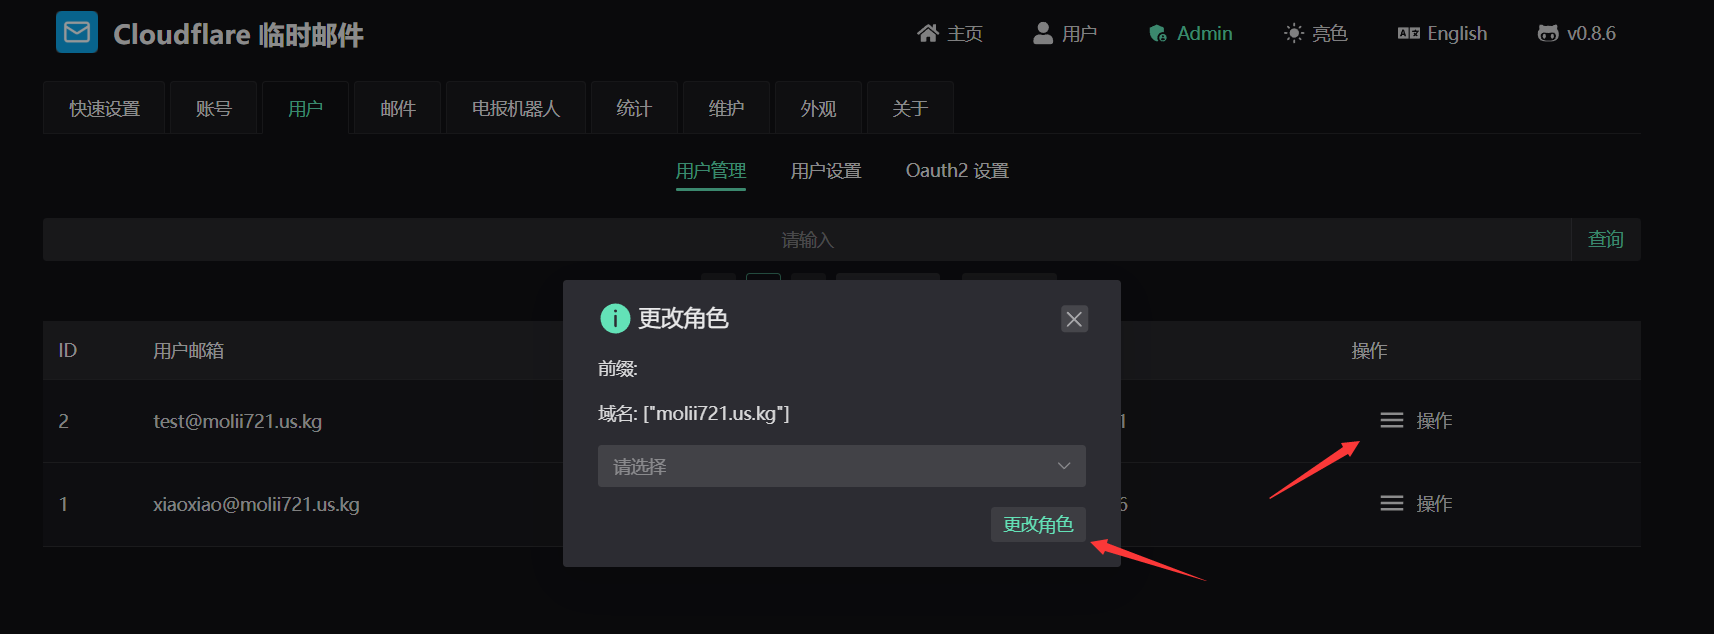 Cloudflare 临时邮件
主页 用户 Admin 亮色 English v0.8.6
快速设置 账号 用户 邮件 电报机器人 统计 维护 外观 关于
用户管理 用户设置 Oauth2 设置
请输入 查询
更改角色
前缀:
域名: ["molii721.us.kg"]
请选择
更改角色
ID 用户邮箱 操作
2 test@molii721.us.kg 1 操作
1 xiaoxiao@molii721.us.kg 6 操作